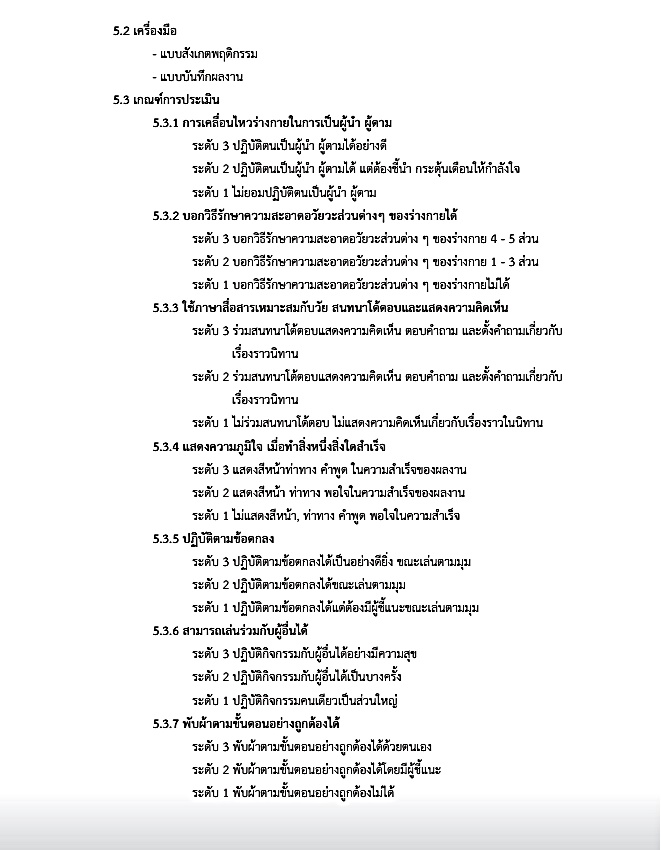 5.2 เครื่องมือ
- แบบสังเกตพฤติกรรม
- แบบบันทึกผลงาน
5.3 เกณฑ์การประเมิน
5.3.1 การเคลื่อนไหวร่างกายในการเป็นผู้นำ ผู้ตาม
ระดับ 3 ปฏิบัติตนเป็นผู้นำ ผู้ตามได้อย่างดี
ระดับ 2 ปฏิบัติตนเป็นผู้นำ ผู้ตามได้ แต่ต้องชี้นำ กระตุ้นเตือนให้กำลังใจ
ระดับ 1 ไม่ยอมปฏิบัติตนเป็นผู้นำ ผู้ตาม
5.3.2 บอกวิธีรักษาความสะอาดอวัยวะส่วนต่างๆ ของร่างกายได้
ระดับ 3 บอกวิธีรักษาความสะอาดอวัยวะส่วนต่าง ๆ ของร่างกาย 4 - 5 ส่วน
ระดับ 2 บอกวิธีรักษาความสะอาดอวัยวะส่วนต่าง ๆ ของร่างกาย 1 - 3 ส่วน
ระดับ 1 บอกวิธีรักษาความสะอาดอวัยวะส่วนต่าง ๆ ของร่างกายไม่ได้
5.3.3 ใช้ภาษาสื่อสารเหมาะสมกับวัย สนทนาโต้ตอบและแสดงความคิดเห็น
ระดับ 3 ร่วมสนทนาโต้ตอบแสดงความคิดเห็น ตอบคำถาม และตั้งคำถามเกี่ยวกับ
เรื่องราวนิทาน
ระดับ 2 ร่วมสนทนาโต้ตอบแสดงความคิดเห็น ตอบคำถาม และตั้งคำถามเกี่ยวกับ
เรื่องราวนิทาน
ระดับ 1 ไม่ร่วมสนทนาโต้ตอบ ไม่แสดงความคิดเห็นเกี่ยวกับเรื่องราวในนิทาน
5.3.4 แสดงความภูมิใจ เมื่อทำสิ่งหนึ่งสิ่งใดสำเร็จ
ระดับ 3 แสดงสีหน้าท่าทาง คำพูด ในความสำเร็จของผลงาน
ระดับ 2 แสดงสีหน้า ท่าทาง พอใจในความสำเร็จของผลงาน
ระดับ 1 ไม่แสดงสีหน้า, ท่าทาง คำพูด พอใจในความสำเร็จ
5.3.5 ปฏิบัติตามข้อตกลง
ระดับ 3 ปฏิบัติตามข้อตกลงได้เป็นอย่างดียิ่ง ขณะเล่นตามมุม
ระดับ 2 ปฏิบัติตามข้อตกลงได้ขณะเล่นตามมุม
ระดับ 1 ปฏิบัติตามข้อตกลงได้แต่ต้องมีผู้ชี้แนะขณะเล่นตามมุม
5.3.6 สามารถเล่นร่วมกับผู้อื่นได้
ระดับ 3 ปฏิบัติกิจกรรมกับผู้อื่นได้อย่างมีความสุข
ระดับ 2 ปฏิบัติกิจกรรมกับผู้อื่นได้เป็นบางครั้ง
ระดับ 1 ปฏิบัติกิจกรรมคนเดียวเป็นส่วนใหญ่
5.3.7 พับผ้าตามขั้นตอนอย่างถูกต้องได้
ระดับ 3 พับผ้าตามขั้นตอนอย่างถูกต้องได้ด้วยตนเอง
ระดับ 2 พับผ้าตามขั้นตอนอย่างถูกต้องได้โดยมีผู้ชี้แนะ
ระดับ 1 พับผ้าตามขั้นตอนอย่างถูกต้องไม่ได้